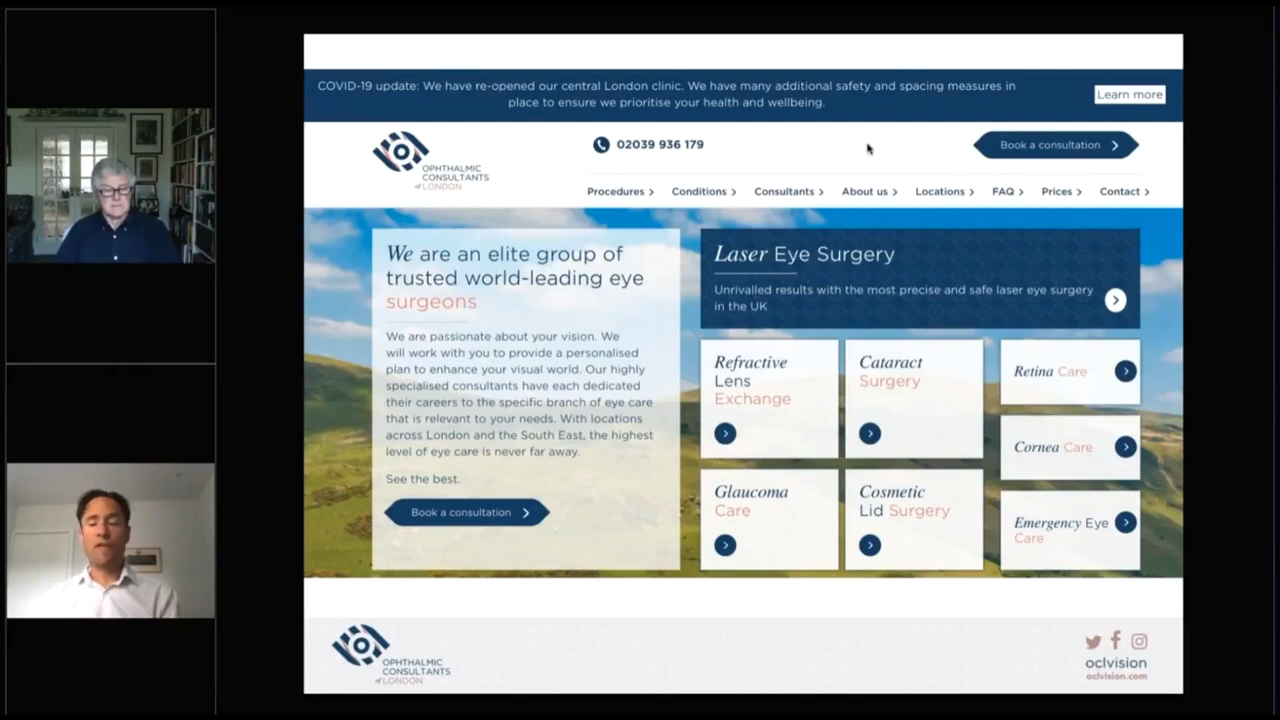 COVID-19 update: We have re-opened our central London clinic. We have many additional safety and spacing measures in
place to ensure we prioritise your health and wellbeing.
Learn more
OPHTHALMIC
CONSULTANTS
of LONDON
02039 936 179
Book a consultation
Procedures
Conditions
Consultants
About us
Locations
FAQ
Prices
Contact
We are an elite group of
trusted world-leading eye
surgeons
We are passionate about your vision. We
will work with you to provide a personalised
plan to enhance your visual world. Our highly
specialised consultants have each dedicated
their careers to the specific branch of eye care
that is relevant to your needs. With locations
across London and the South East, the highest
level of eye care is never far away.
See the best.
Book a consultation
Laser Eye Surgery
Unrivalled results with the most precise and safe laser eye surgery
in the UK
Refractive
Lens
Exchange
Cataract
Surgery
Retina Care
Cornea Care
Glaucoma
Care
Cosmetic
Lid Surgery
Emergency Eye
Care
OPHTHALMIC
CONSULTANTS
of LONDON
oclvision
oclvision.com